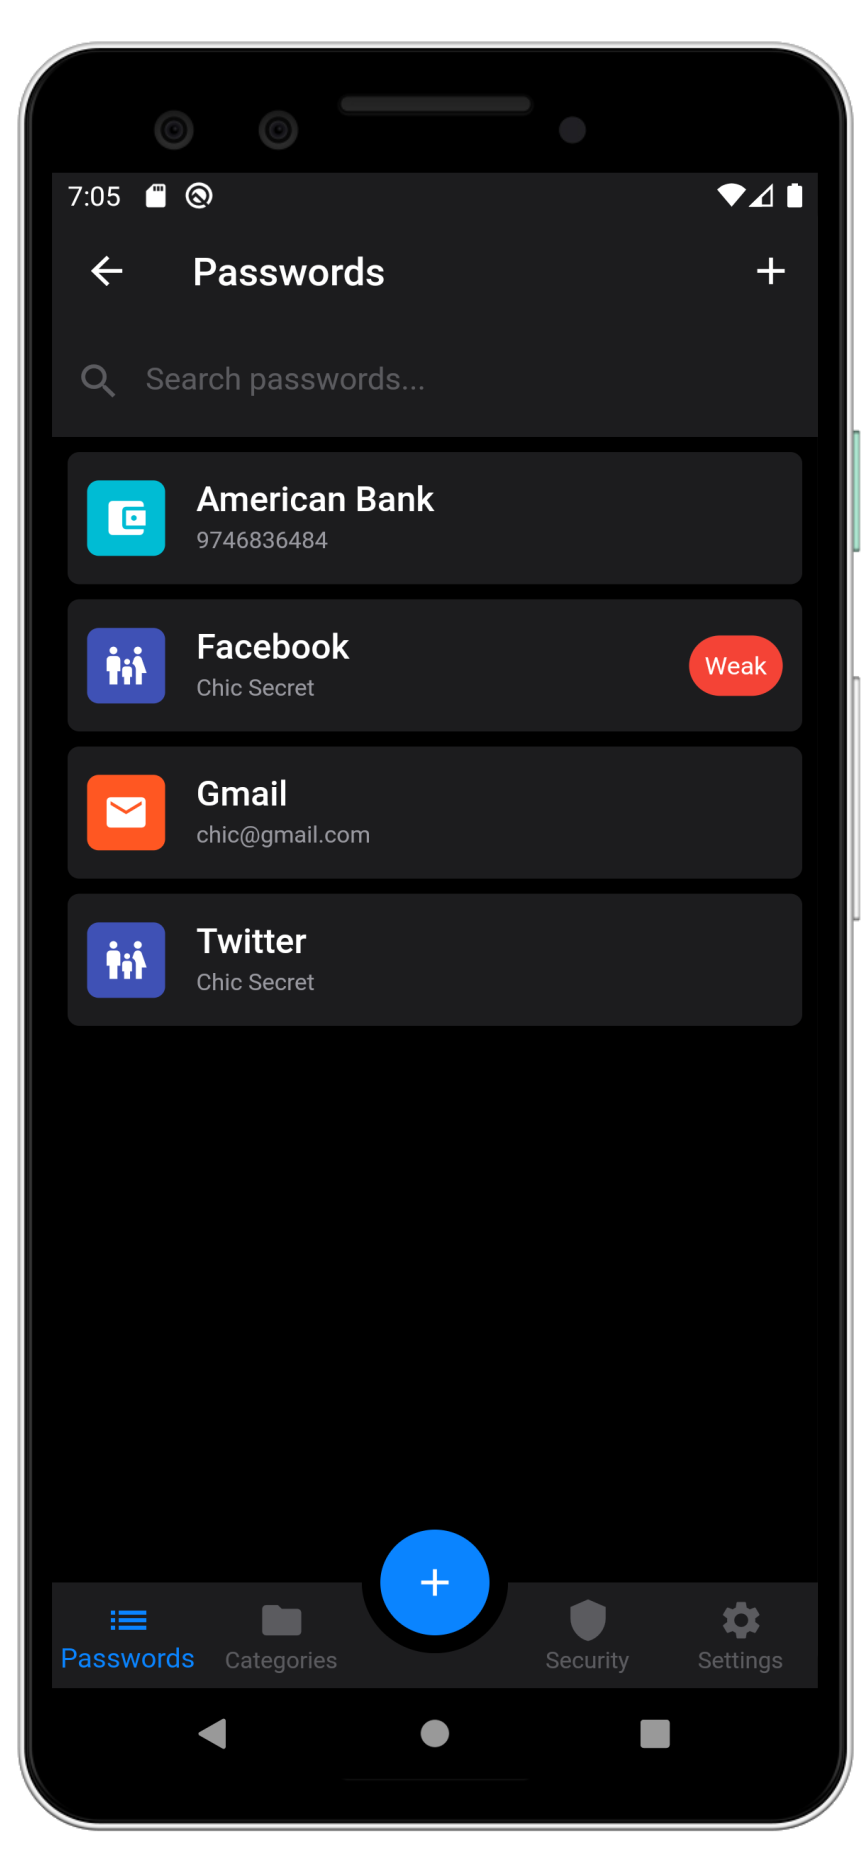 7:05
Passwords
Search passwords...
American Bank
9746836484
Facebook
Chic Secret
Weak
Gmail
chic@gmail.com
Twitter
Chic Secret
Passwords
Categories
Security
Settings